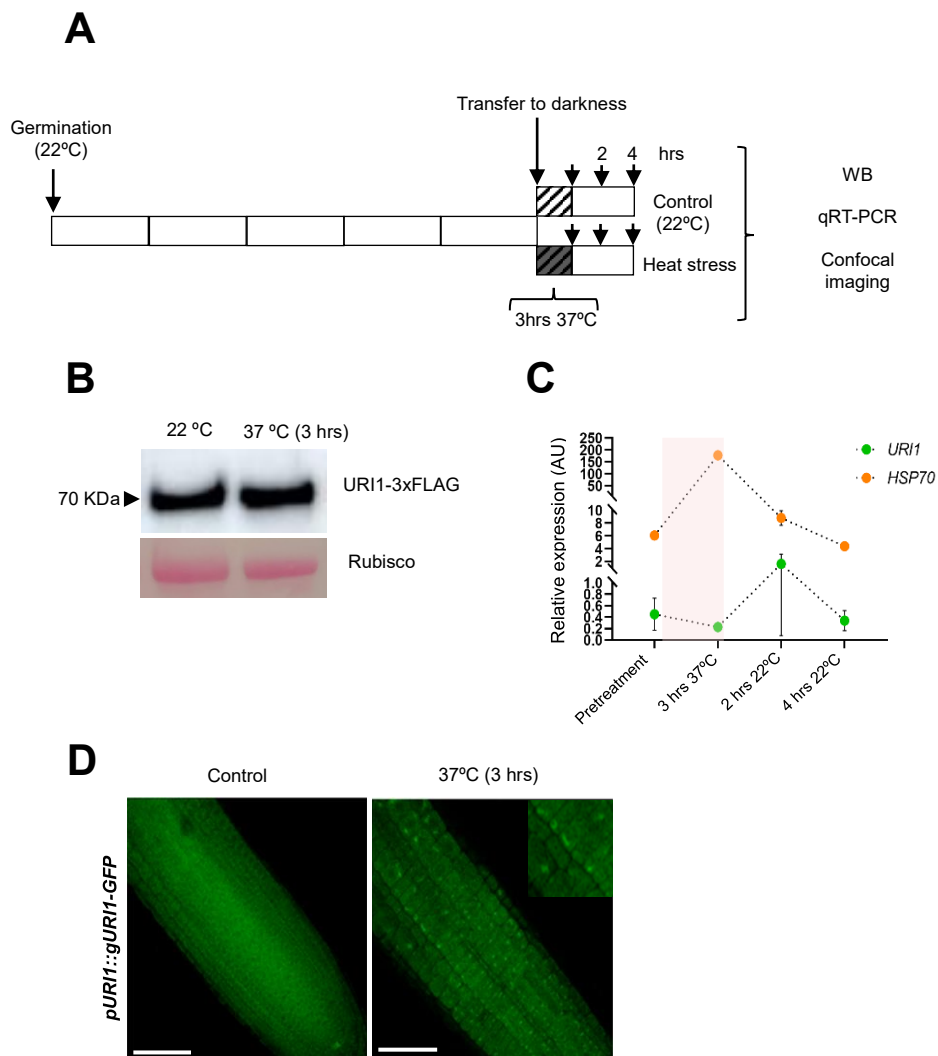 A
Transfer to darkness
Germination
(22ºC)
2 4 hrs
Control
(22ºC)
Heat stress
3hrs 37ºC
WB
qRT-PCR
Confocal
imaging
B
22 ºC 37 ºC (3 hrs)
70 KDa
URI1-3xFLAG
Rubisco
C
Relative expression (AU)
250
200
150
100
50
10
8
6
4
2
1.0
0.8
0.6
0.4
0.2
0.0
Pretreatment
3 hrs 37ºC
2 hrs 22ºC
4 hrs 22ºC
URI1
HSP70
D
Control
37ºC (3 hrs)
pURI1::gURI1-GFP